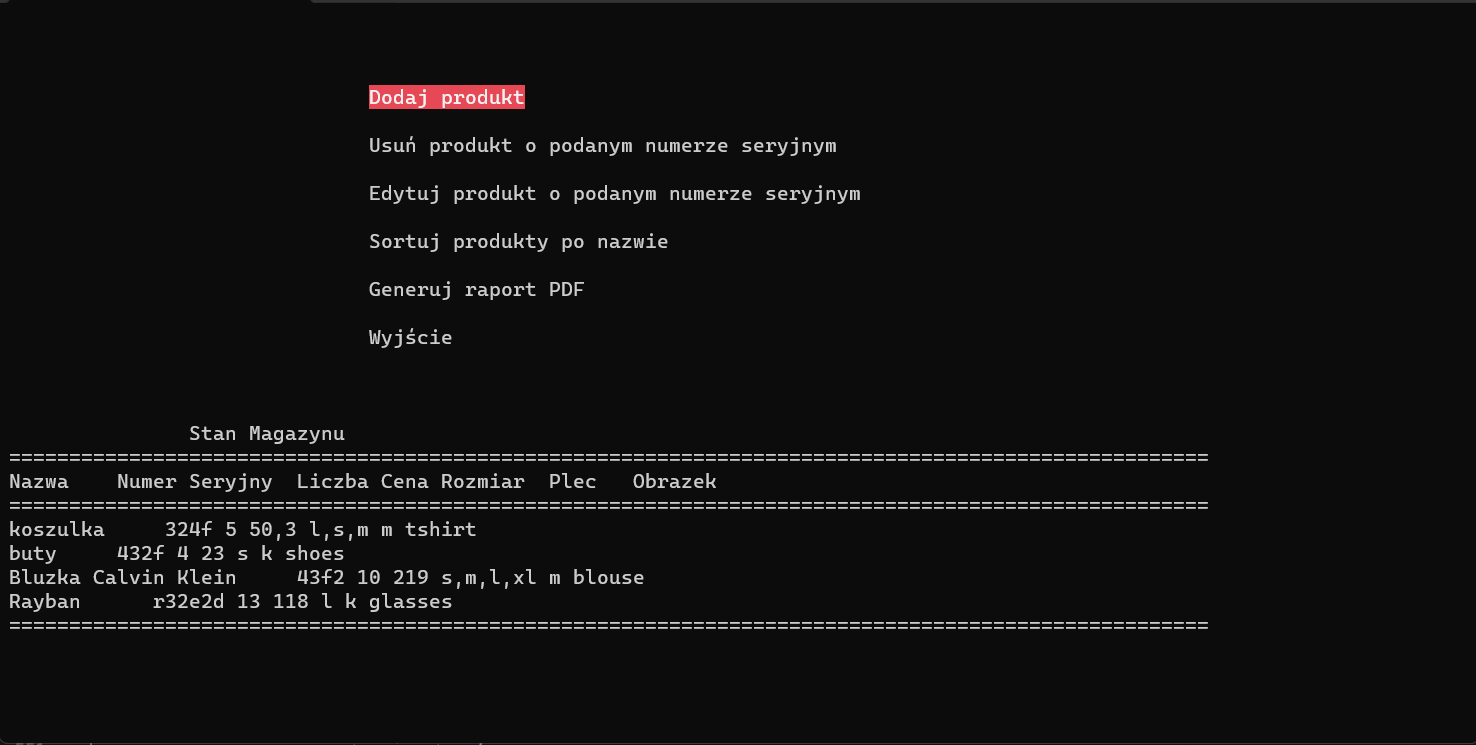 Dodaj produkt
Usuń produkt o podanym numerze seryjnym
Edytuj produkt o podanym numerze seryjnym
Sortuj produkty po nazwie
Generuj raport PDF
Wyjście
Stan Magazynu
====================================================================================================
Nazwa    Numer Seryjny  Liczba Cena Rozmiar  Plec   Obrazek
====================================================================================================
koszulka     324f 5 50,3 l,s,m m tshirt
buty     432f 4 23 s k shoes
Bluzka Calvin Klein     43f2 10 219 s,m,l,xl m blouse
Rayban      r32e2d 13 118 l k glasses
====================================================================================================